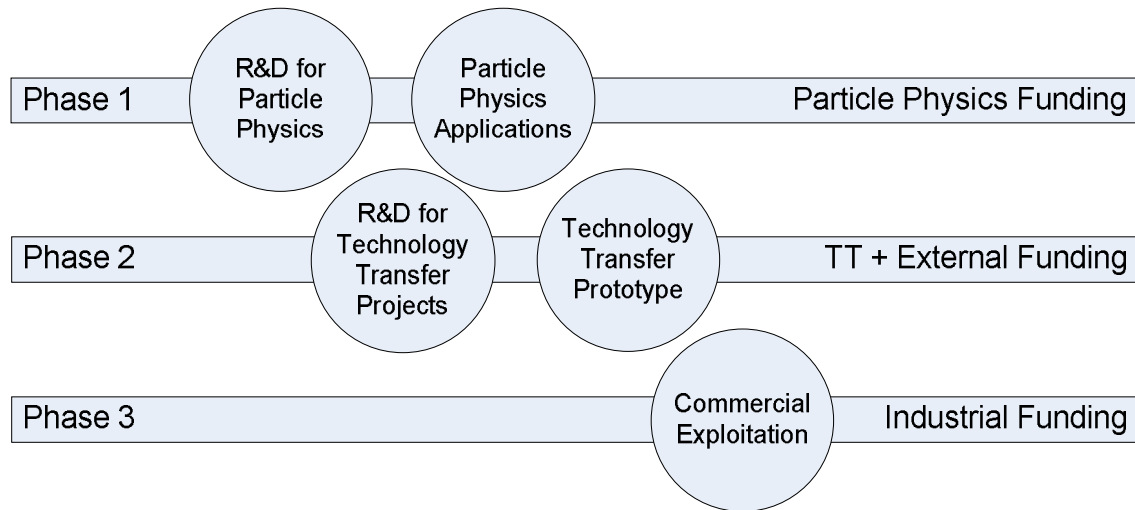 Phase 1
R&D for
Particle
Physics
Particle
Physics
Applications
Particle Physics Funding
Phase 2
R&D for
Technology
Transfer
Projects
Technology
Transfer
Prototype
TT + External Funding
Phase 3
Commercial
Exploitation
Industrial Funding